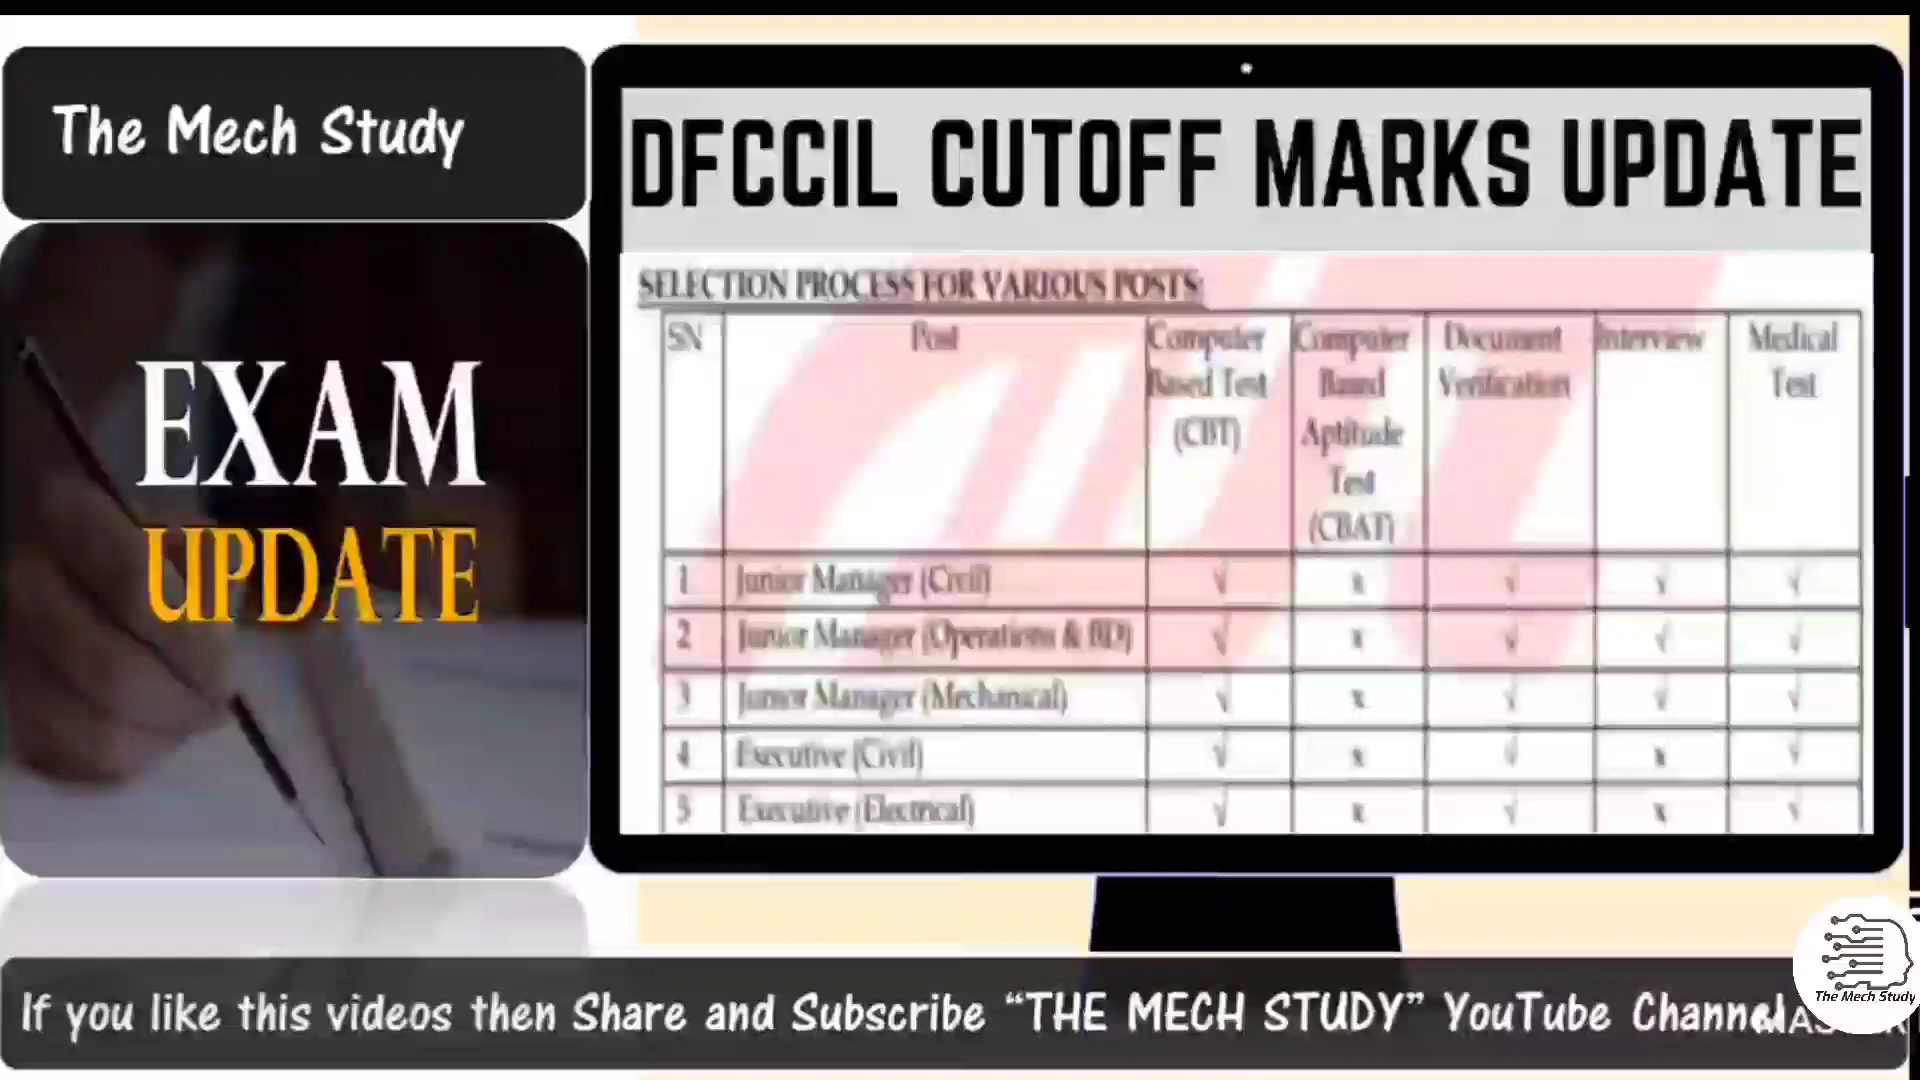 The Mech Study
EXAM
UPDATE
DFCCIL CUTOFF MARKS UPDATE
SELECTION PROCESS FOR VARIOUS POSTS:
SN Post Computer Based Test (CBT) Computer Based Aptitude Test (CBAT) Document Verification Interview Medical Test
1 Junior Manager (Civil) √ x √ √ √
2 Junior Manager (Operations & BD) √ x √ √ √
3 Junior Manager (Mechanical) √ x √ √ √
4 Executive (Civil) √ x √ x √
5 Executive (Electrical) √ x √ x √
If you like this videos then Share and Subscribe “THE MECH STUDY” YouTube Channel
The Mech Study